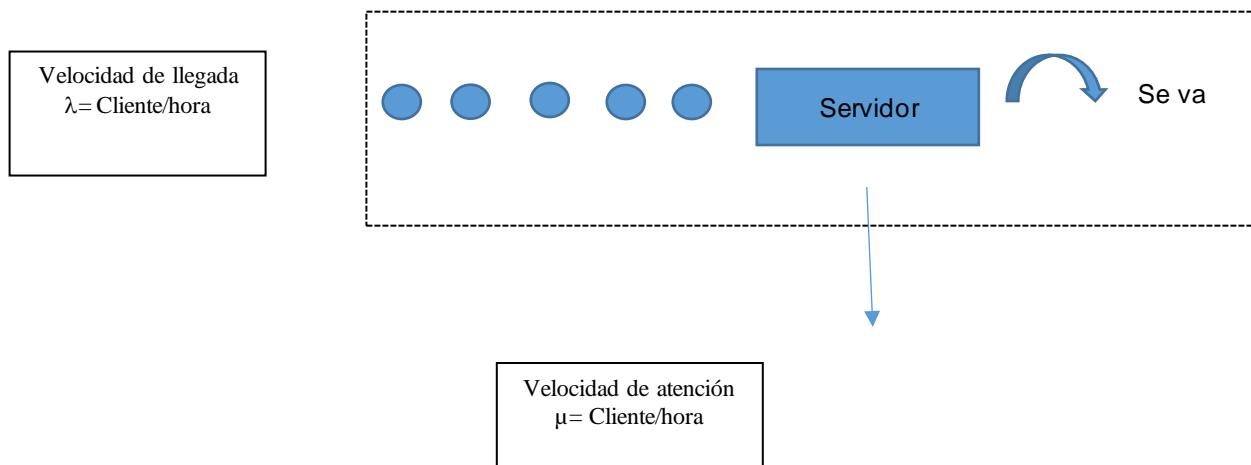 Velocidad de llegada
λ= Cliente/hora
Servidor
Se va
Velocidad de atención
µ= Cliente/hora